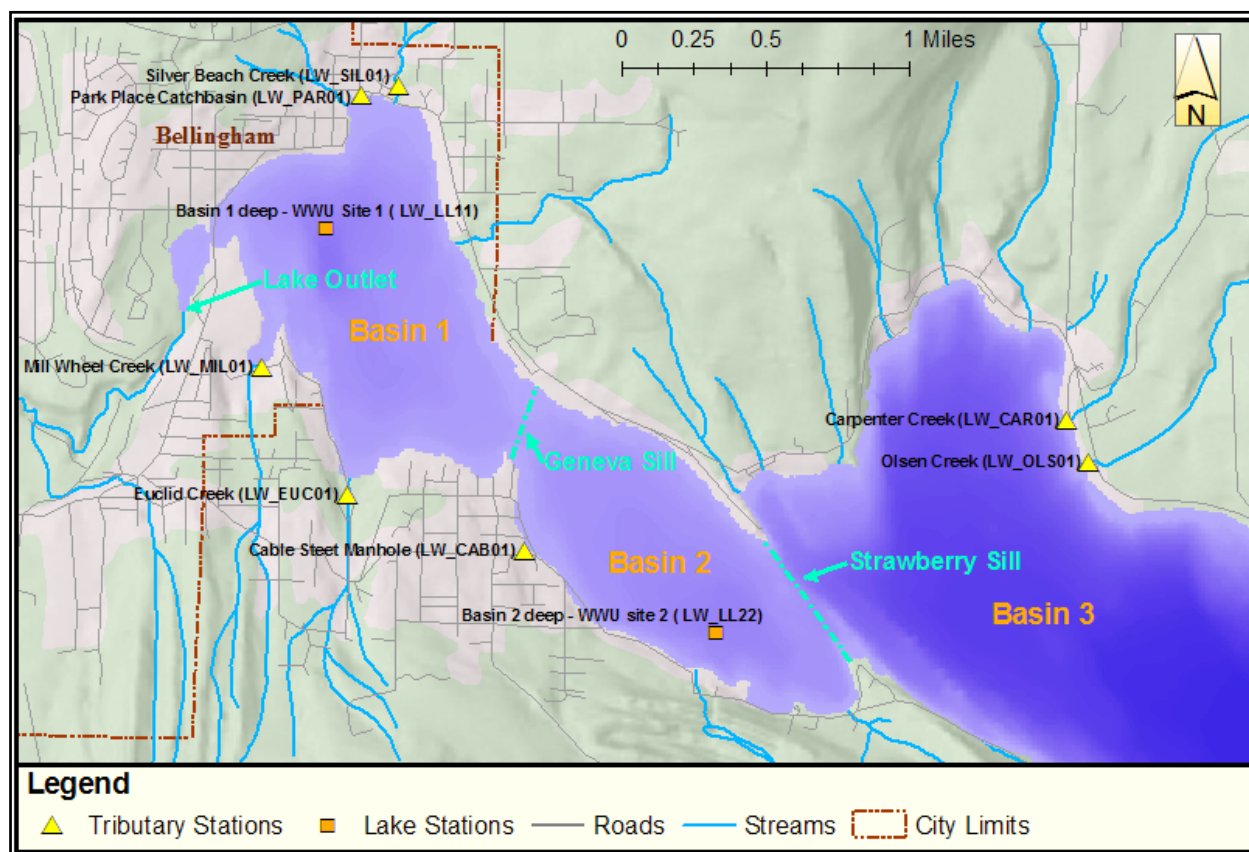 0 0.25 0.5 1 Miles
N
Silver Beach Creek (LW_SIL01)
Park Place Catchbasin (LW_PAR01)
Bellingham
Basin 1 deep - WWU Site 1 ( LW_LL11)
Lake Outlet
Basin 1
Mill Wheel Creek (LW_MIL01)
Carpenter Creek (LW_CAR01)
Geneva Sill
Olsen Creek (LW_OLS01)
Euclid Creek (LW_EUC01)
Cable Steet Manhole (LW_CAB01)
Basin 2
Strawberry Sill
Basin 2 deep - WWU site 2 ( LW_LL22)
Basin 3
Legend
Tributary Stations Lake Stations Roads Streams City Limits